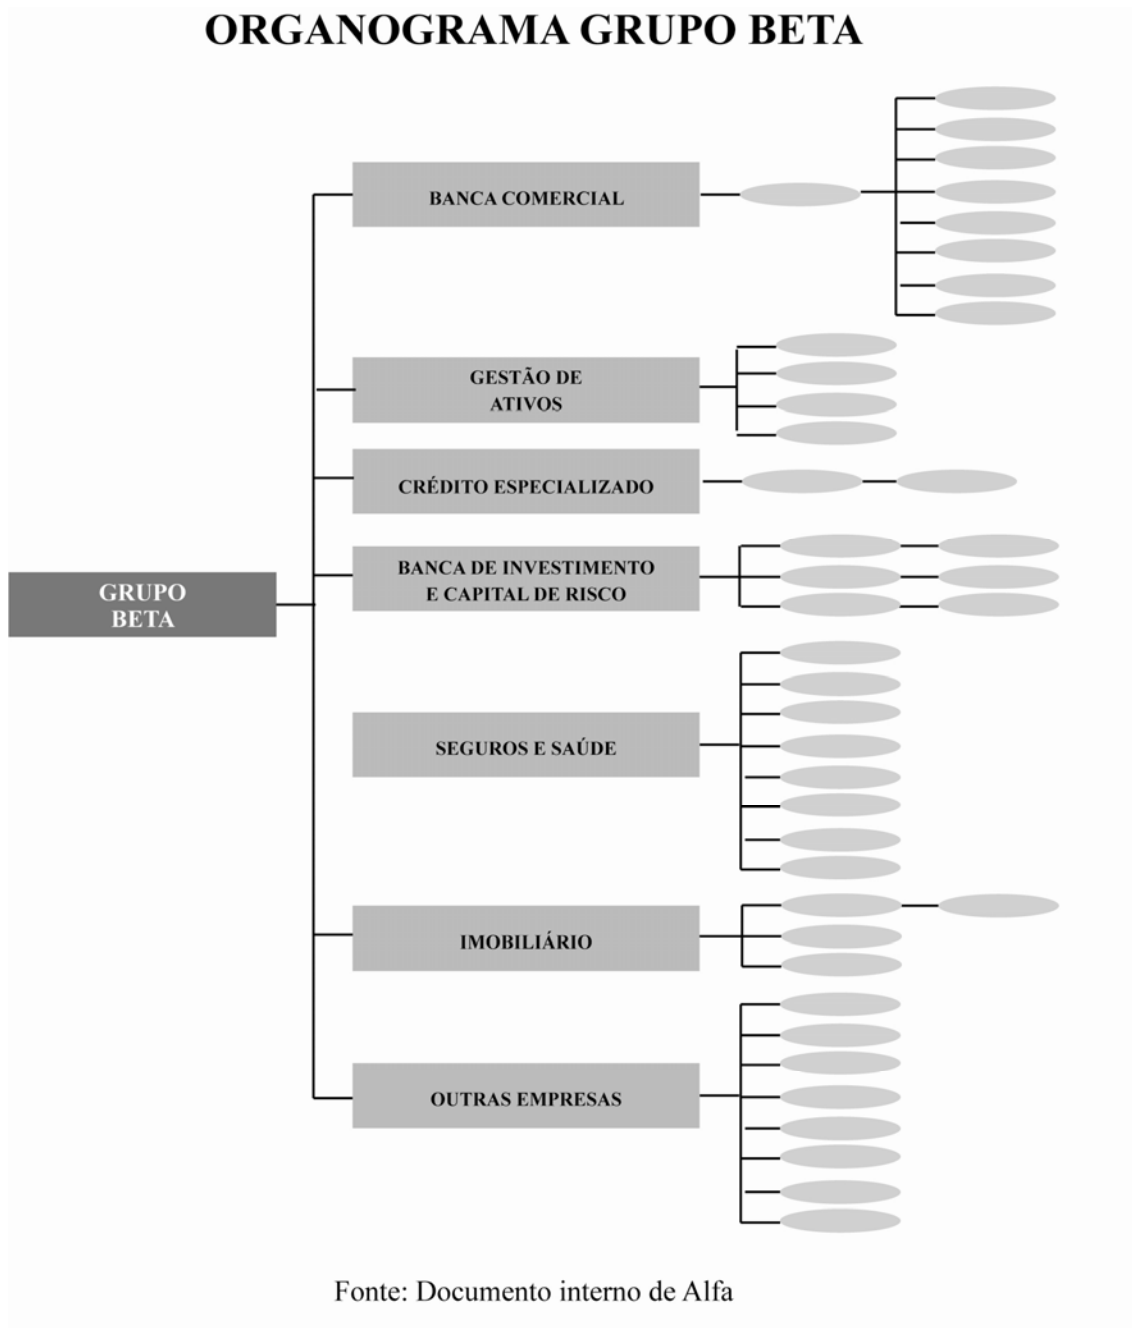 ORGANOGRAMA GRUPO BETA
BANCA COMERCIAL
GESTÃO DE
ATIVOS
CRÉDITO ESPECIALIZADO
BANCA DE INVESTIMENTO
E CAPITAL DE RISCO
GRUPO
BETA
SEGUROS E SAÚDE
IMOBILIÁRIO
OUTRAS EMPRESAS
Fonte: Documento interno de Alfa